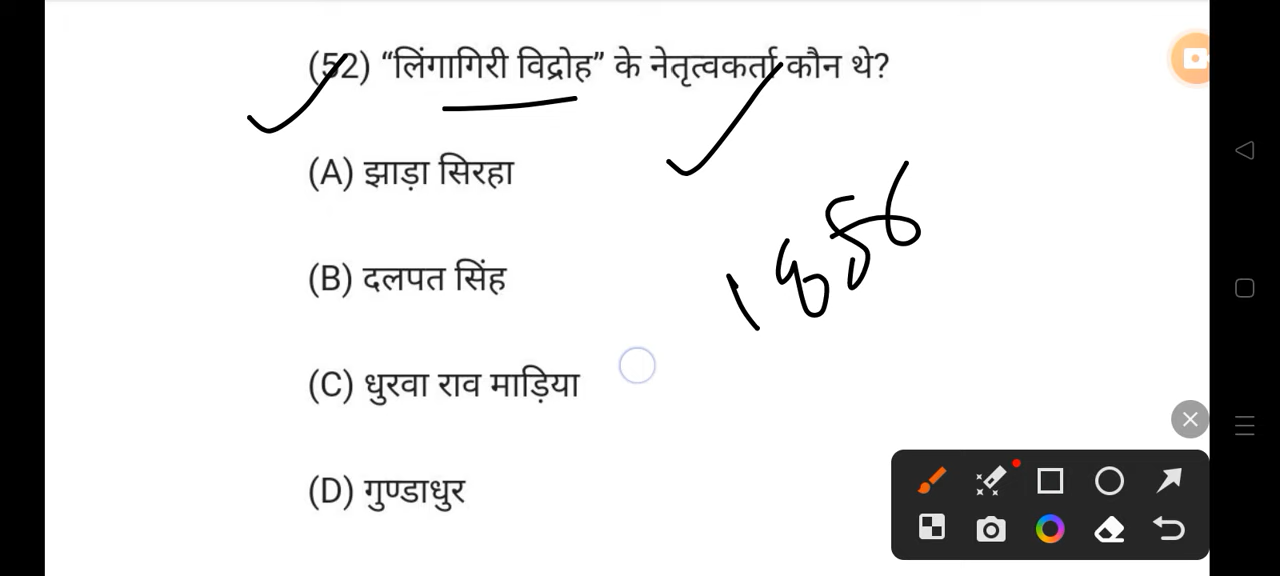 (52) “लिंगागिरी विद्रोह” के नेतृत्वकर्ता कौन थे?
(A) झाड़ा सिरहा
1856
(B) दलपत सिंह
(C) धुरवा राव माड़िया
(D) गुण्डाधुर